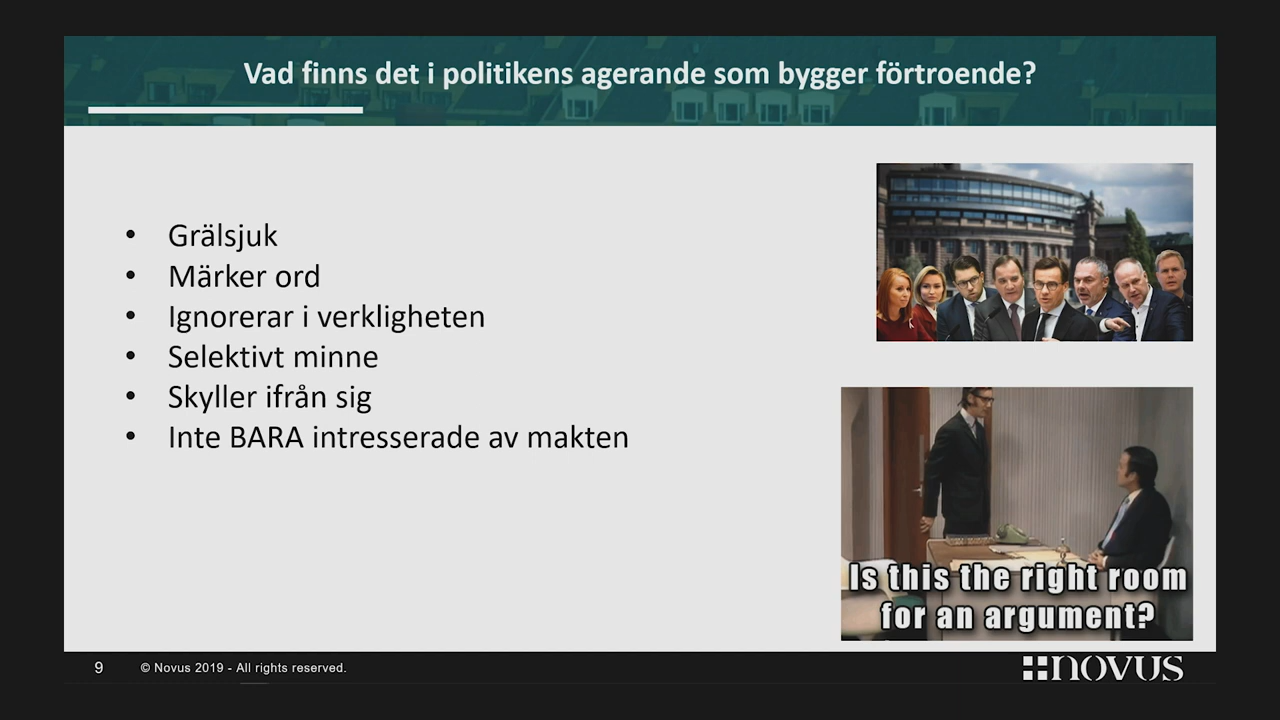 Vad finns det i politikens agerande som bygger förtroende?
• Grälsjuk
• Märker ord
• Ignorerar i verkligheten
• Selektivt minne
• Skyller ifrån sig
• Inte BARA intresserade av makten
Is this the right room
for an argument?
9 © Novus 2019 - All rights reserved.
novus